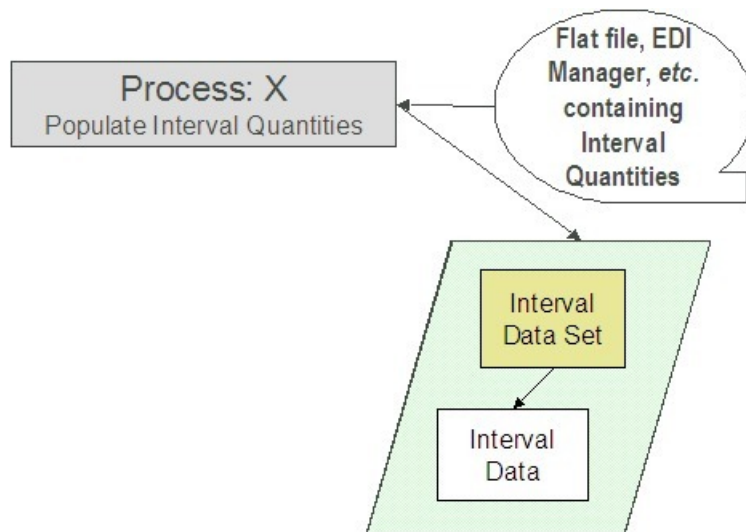 Process: X
Populate Interval Quantities
Flat file, EDI
Manager, etc.
containing
Interval
Quantities
Interval
Data Set
Interval
Data